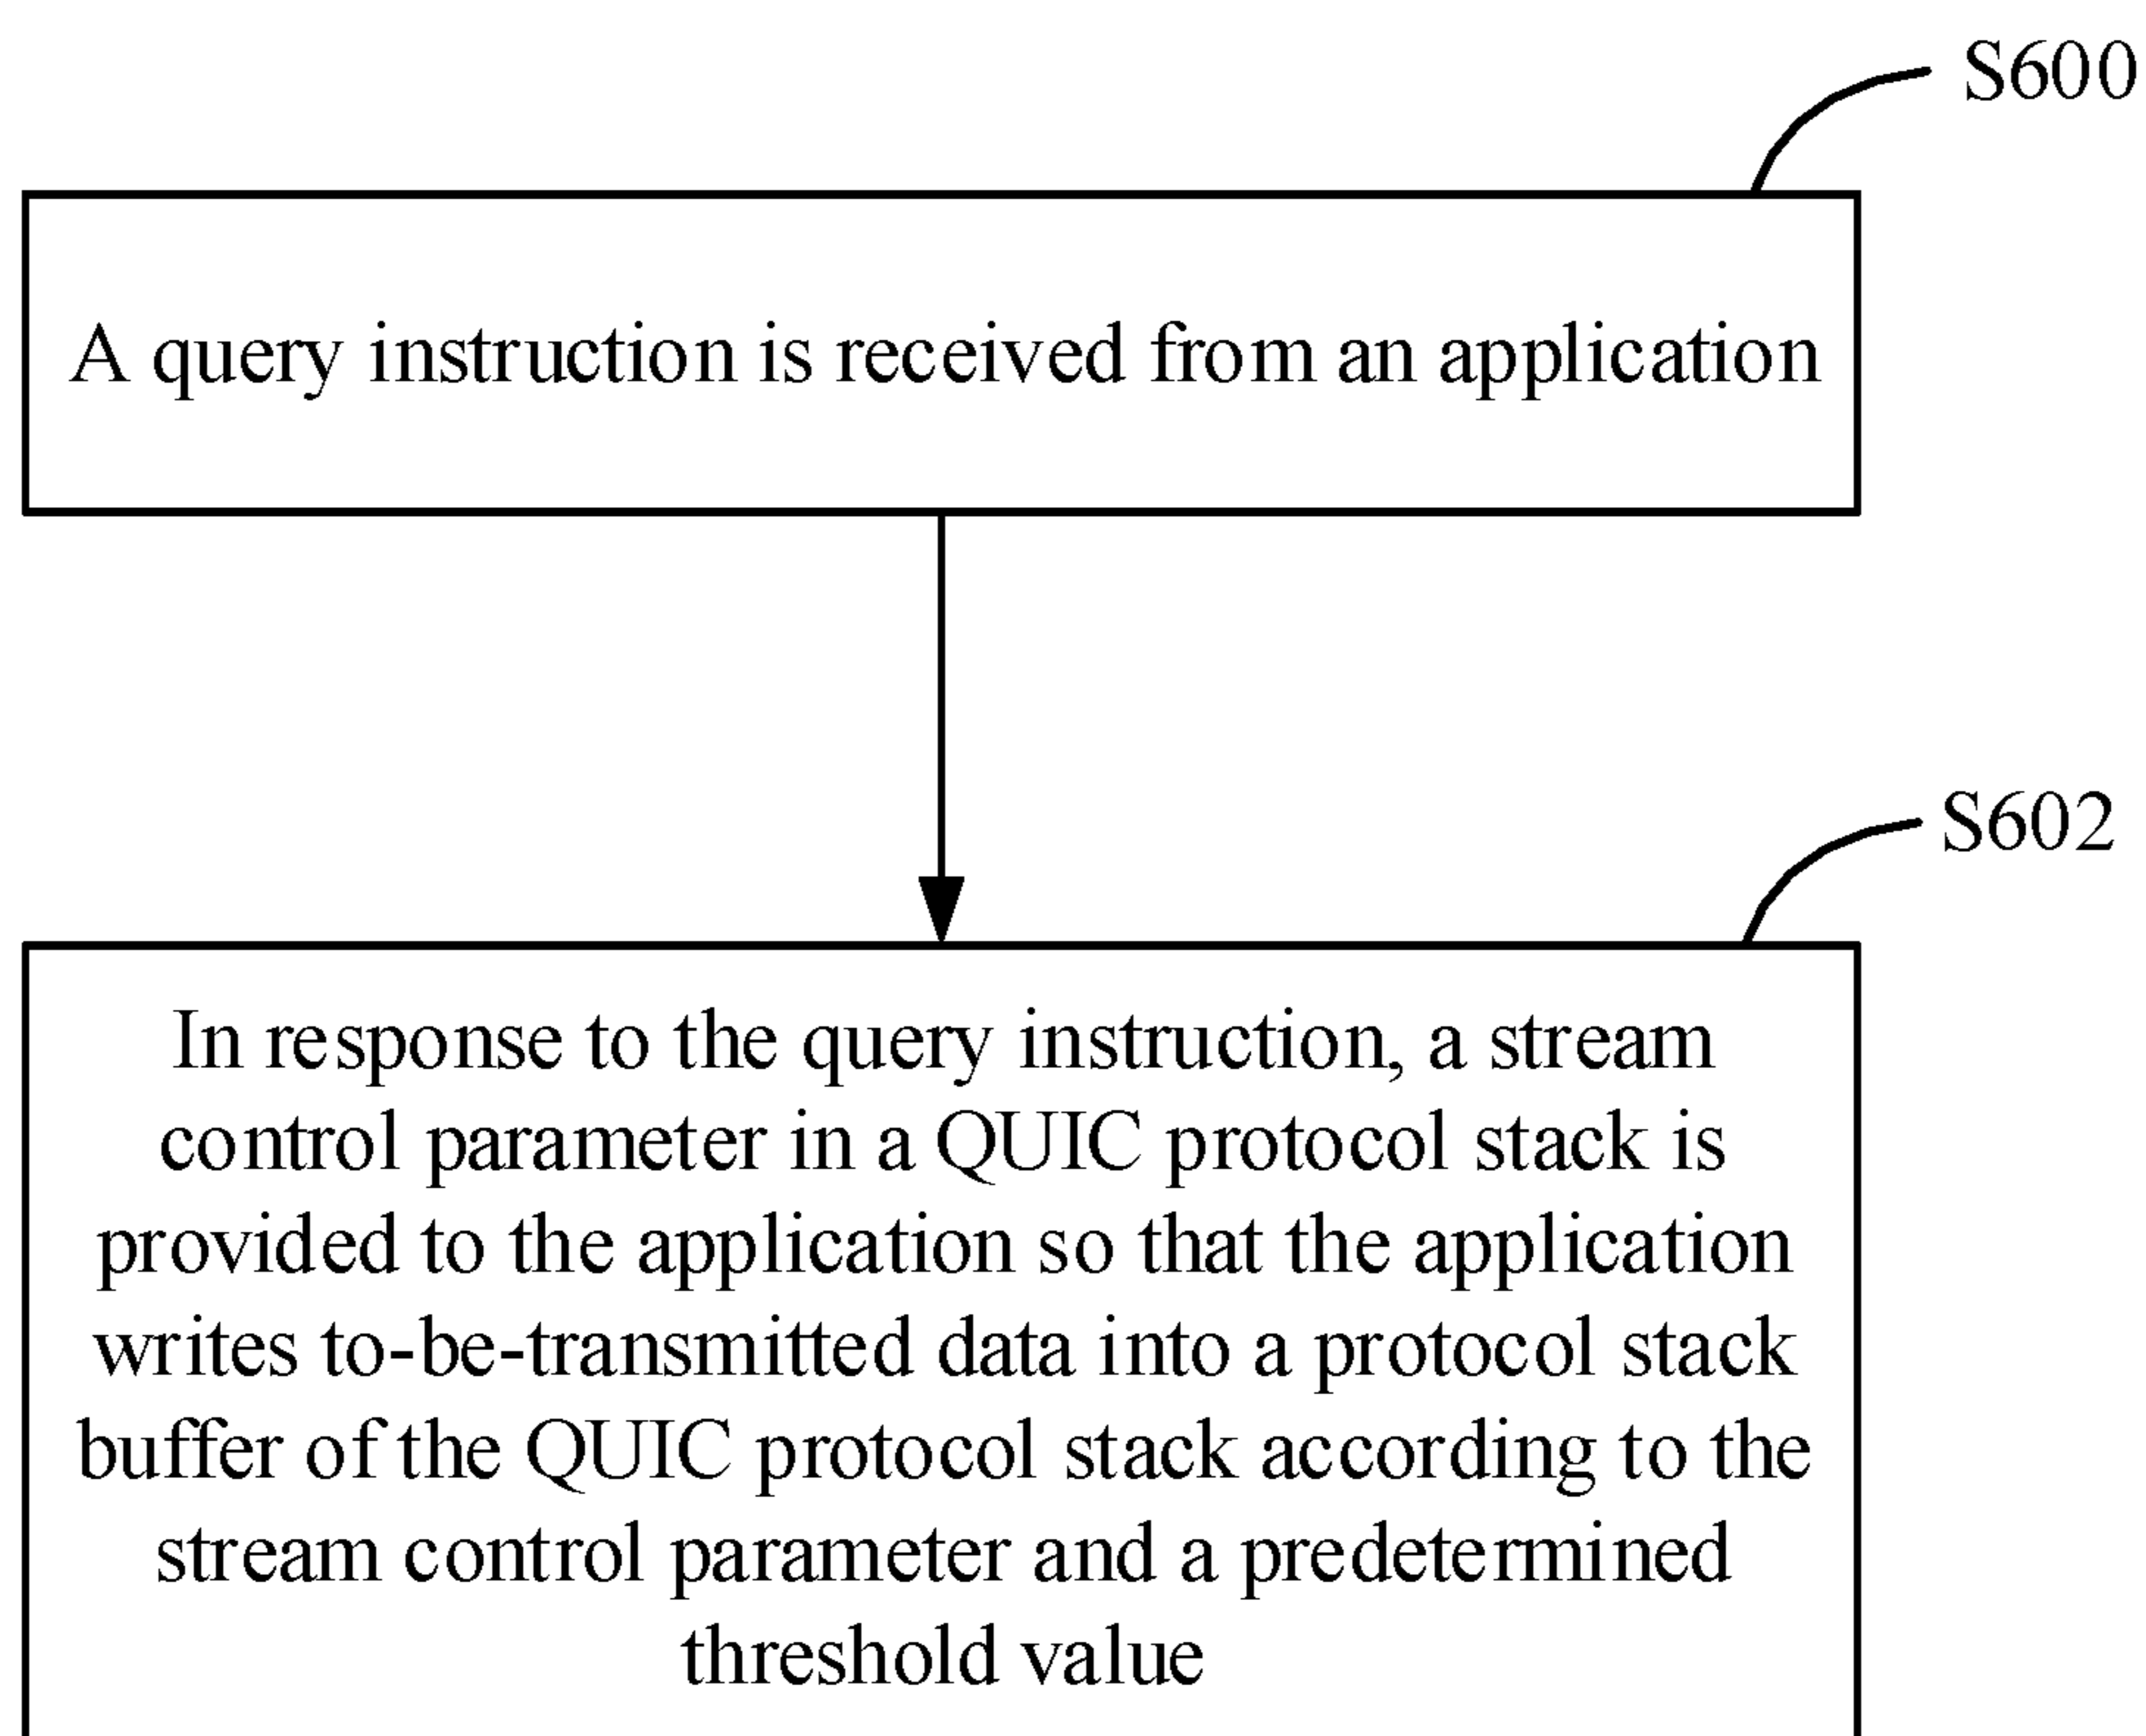 S600
A query instruction is received from an application
S602
In response to the query instruction, a stream
control parameter in a QUIC protocol stack is
provided to the application so that the application
writes to-be-transmitted data into a protocol stack
buffer of the QUIC protocol stack according to the
stream control parameter and a predetermined
threshold value